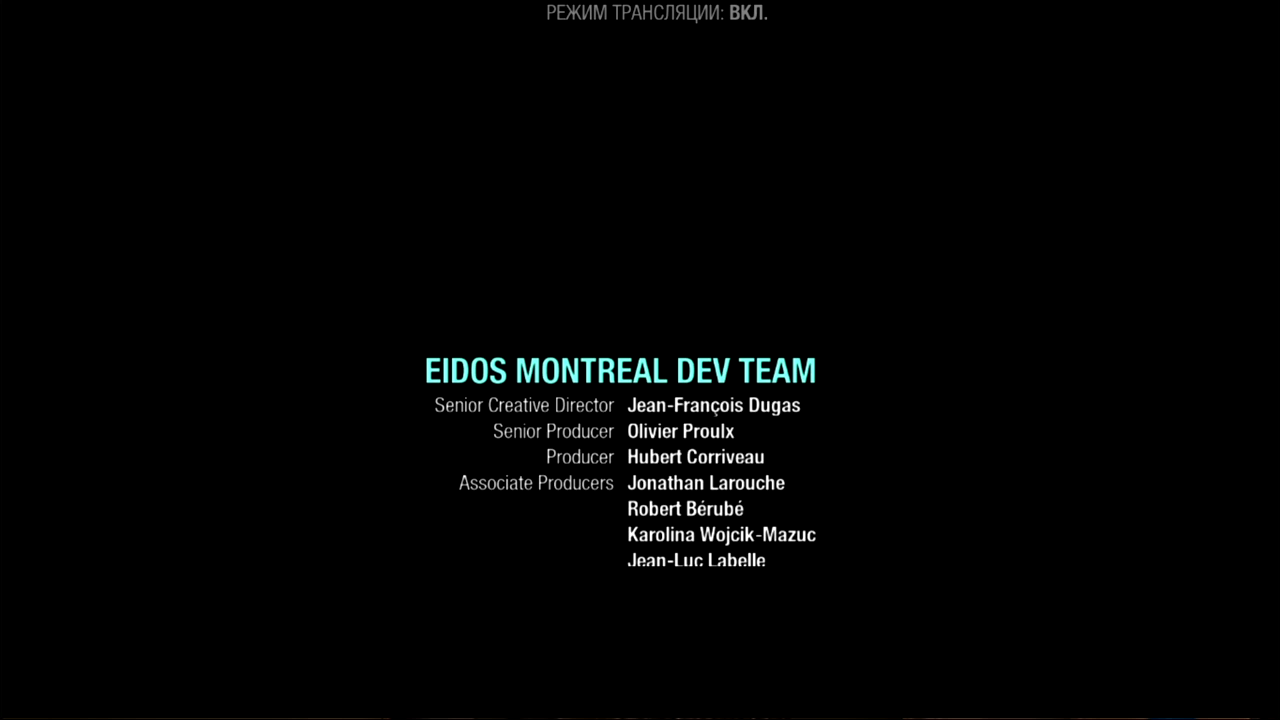 РЕЖИМ ТРАНСЛЯЦИИ: ВКЛ.
EIDOS MONTREAL DEV TEAM
Senior Creative Director Jean-François Dugas
Senior Producer Olivier Proulx
Producer Hubert Corriveau
Associate Producers Jonathan Larouche
Robert Bérubé
Karolina Wojcik-Mazuc
Jean-Luc Labelle